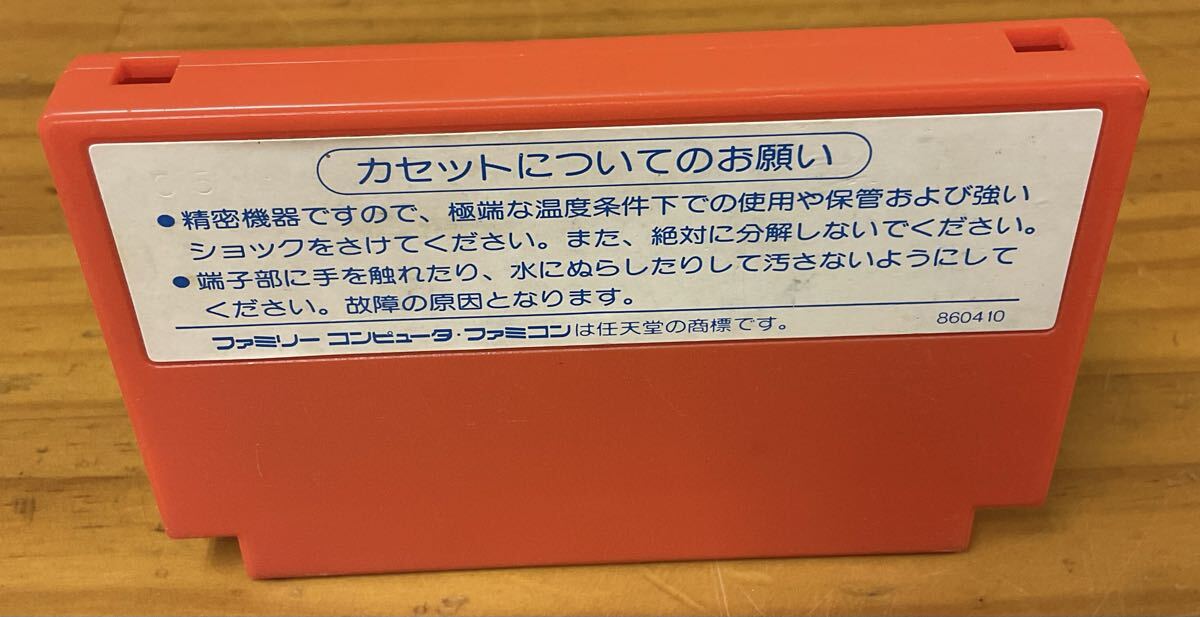 カセットについてのお願い
●精密機器ですので、極端な温度条件下での使用や保管および強い
ショックをさけてください。また、絶対に分解しないでください。
●端子部に手を触れたり、水にぬらしたりして汚さないようにして
ください。故障の原因となります。
ファミリー コンピュータ・ファミコンは任天堂の商標です。 860410